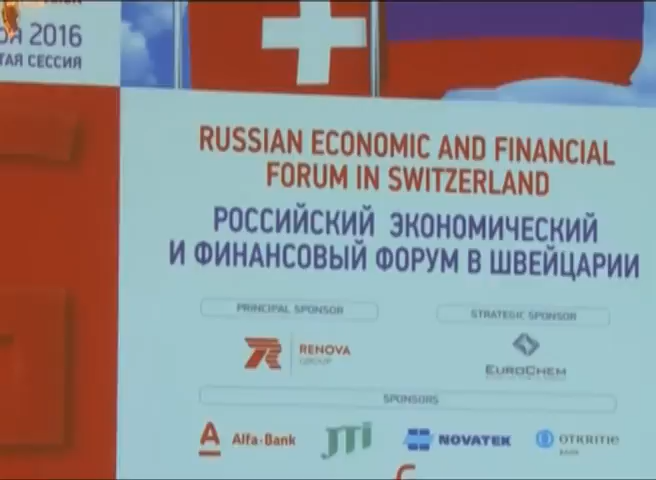 2016
ТАЯ СЕССИЯ
RUSSIAN ECONOMIC AND FINANCIAL
FORUM IN SWITZERLAND
РОССИЙСКИЙ ЭКОНОМИЧЕСКИЙ
И ФИНАНСОВЫЙ ФОРУМ В ШВЕЙЦАРИИ
PRINCIPAL SPONSOR
STRATEGIC SPONSOR
RENOVA
GROUP
EUROCHEM
SPONSORS
Alfa-Bank
JTI
NOVATEK
OTKRITIE
BANK